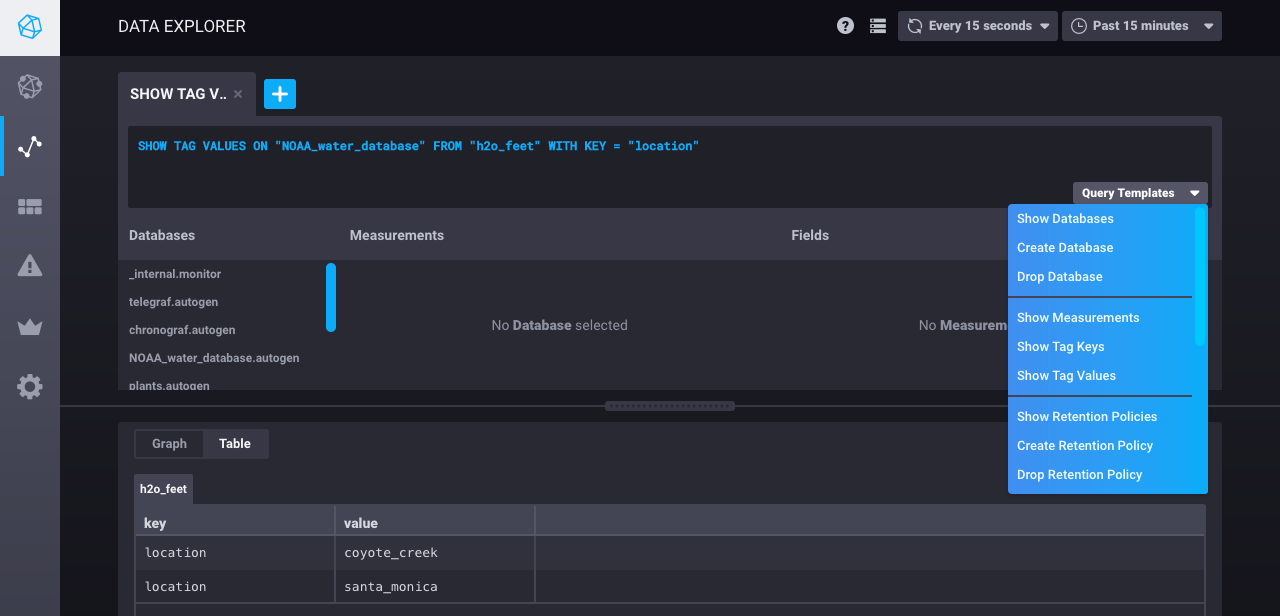 DATA EXPLORER
?
Every 15 seconds
Past 15 minutes
SHOW TAG V.. ×
+
SHOW TAG VALUES ON "NOAA_water_database" FROM "h2o_feet" WITH KEY = "location"
Query Templates
Show Databases
Create Database
Drop Database
Show Measurements
Show Tag Keys
Show Tag Values
Show Retention Policies
Create Retention Policy
Drop Retention Policy
Databases
Measurements
Fields
_internal.monitor
telegraf.autogen
chronograf.autogen
NOAA_water_database.autogen
plants.autogen
No Database selected
No Measurem
Graph
Table
h2o_feet
key value
location coyote_creek
location santa_monica